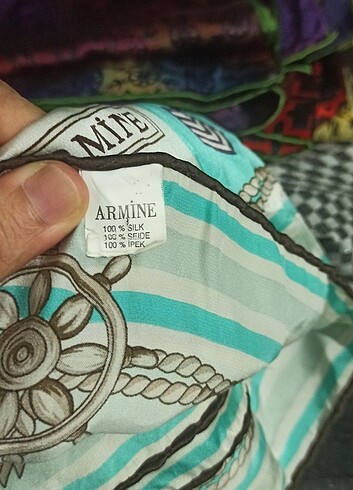 MİNE
ARMİNE
100 % SILK
100 % SEIDE
100 % İPEK